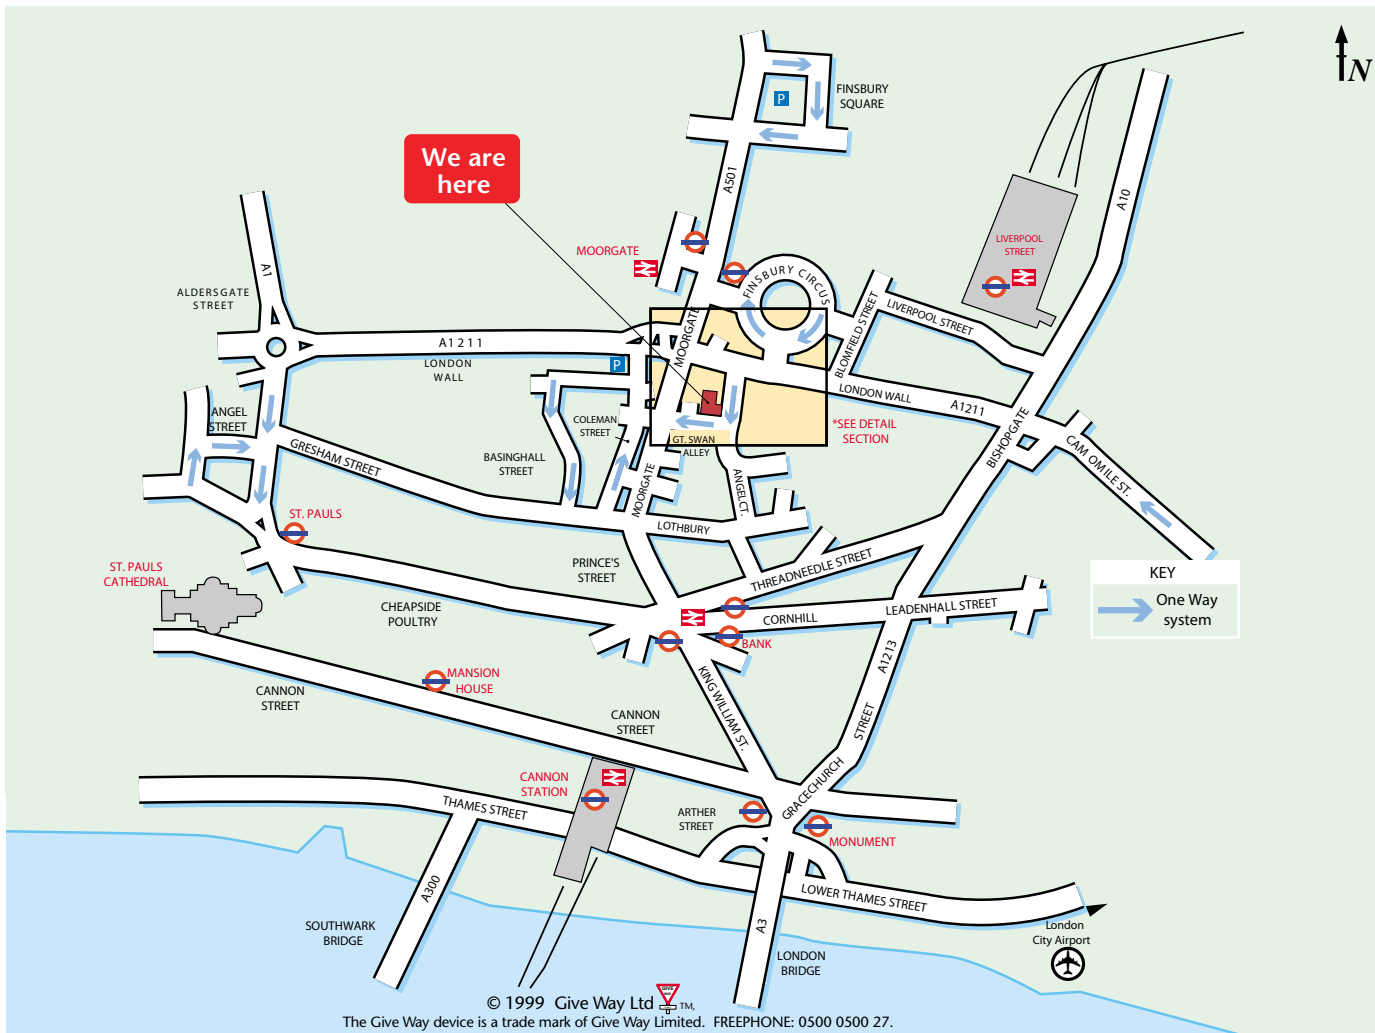 N
FINSBURY
SQUARE
P
We are
here
A501
A10
MOORGATE
LIVERPOOL
STREET
A1
ALDERSGATE
STREET
FINSBURY CIRCUS
LIVERPOOL STREET
BLOMFIELD STREET
MOORGATE
A1211
LONDON
WALL
P
LONDON WALL
A1211
*SEE DETAIL
SECTION
ANGEL
STREET
COLEMAN
STREET
GT. SWAN
ALLEY
BISHOPGATE
CAM OMILE ST.
GRESHAM STREET
BASINGHALL
STREET
MOORGATE
ANGELCT.
ST. PAULS
LOTHBURY
ST. PAULS
CATHEDRAL
PRINCE'S
STREET
THREADNEEDLE STREET
KEY
One Way
system
CHEAPSIDE
POULTRY
CORNHILL
LEADENHALL STREET
BANK
A1213
MANSION
HOUSE
KING WILLIAM ST.
CANNON
STREET
CANNON
STREET
STREET
GRACECHURCH
CANNON
STATION
THAMES STREET
ARTHER
STREET
MONUMENT
A300
LOWER THAMES STREET
SOUTHWARK
BRIDGE
A3
LONDON
BRIDGE
London
City Airport
© 1999 Give Way Ltd GIVE WAY TM,
The Give Way device is a trade mark of Give Way Limited. FREEPHONE: 0500 0500 27.